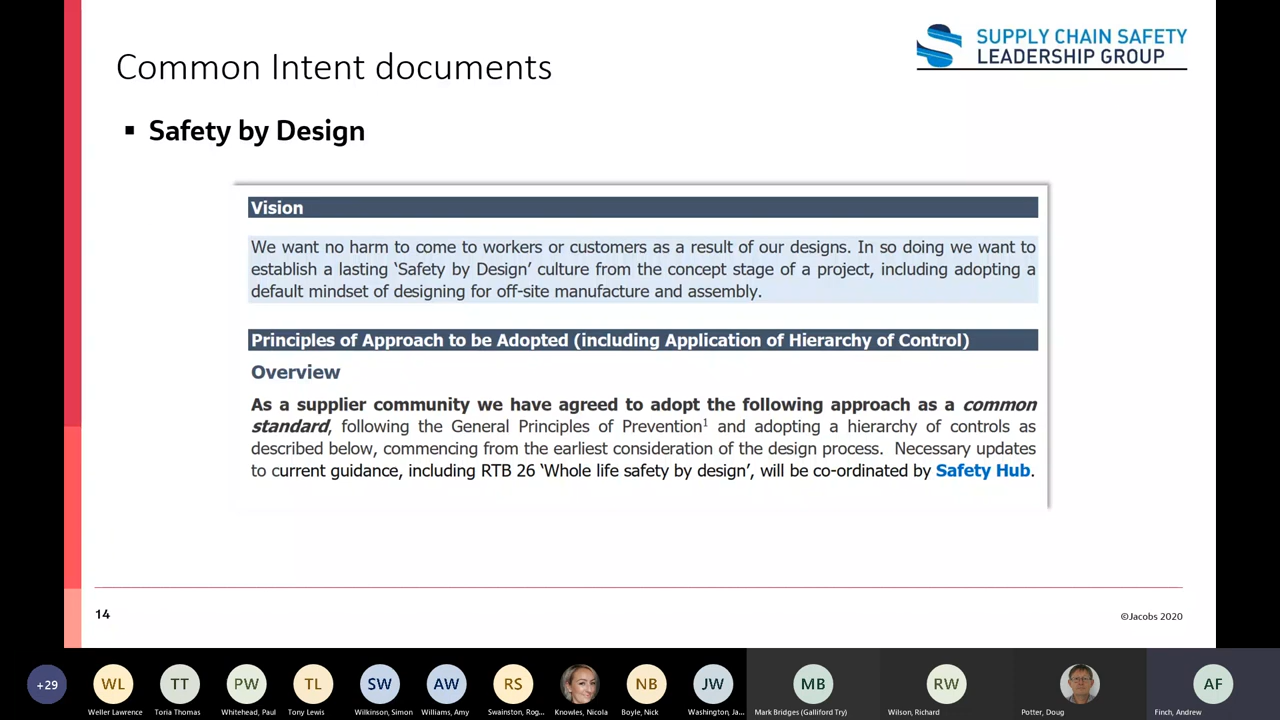 SUPPLY CHAIN SAFETY
LEADERSHIP GROUP
Common Intent documents
▪ Safety by Design
Vision
We want no harm to come to workers or customers as a result of our designs. In so doing we want to
establish a lasting ‘Safety by Design’ culture from the concept stage of a project, including adopting a
default mindset of designing for off-site manufacture and assembly.
Principles of Approach to be Adopted (including Application of Hierarchy of Control)
Overview
As a supplier community we have agreed to adopt the following approach as a common
standard, following the General Principles of Prevention¹ and adopting a hierarchy of controls as
described below, commencing from the earliest consideration of the design process. Necessary updates
to current guidance, including RTB 26 ‘Whole life safety by design’, will be co-ordinated by Safety Hub.
14
©Jacobs 2020
+29
WL
TT
PW
TL
SW
AW
RS
NB
JW
MB
RW
AF
Weller Lawrence
Toria Thomas
Whitehead, Paul
Tony Lewis
Wilkinson, Simon
Williams, Amy
Swainston, Rog...
Knowles, Nicola
Boyle, Nick
Washington, Ja...
Mark Bridges (Galliford Try)
Wilson, Richard
Potter, Doug
Finch, Andrew